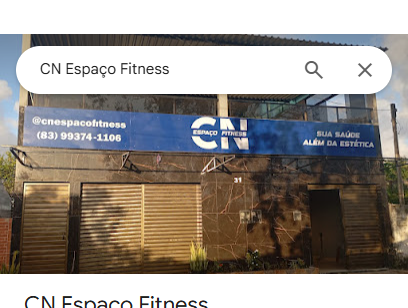 CN Espaço Fitness
@cnespacofitness
(83) 99374-1106
CN
ESPAÇO FITNESS
SUA SAÚDE
ALÉM DA ESTÉTICA
31
CN Espaço Fitness